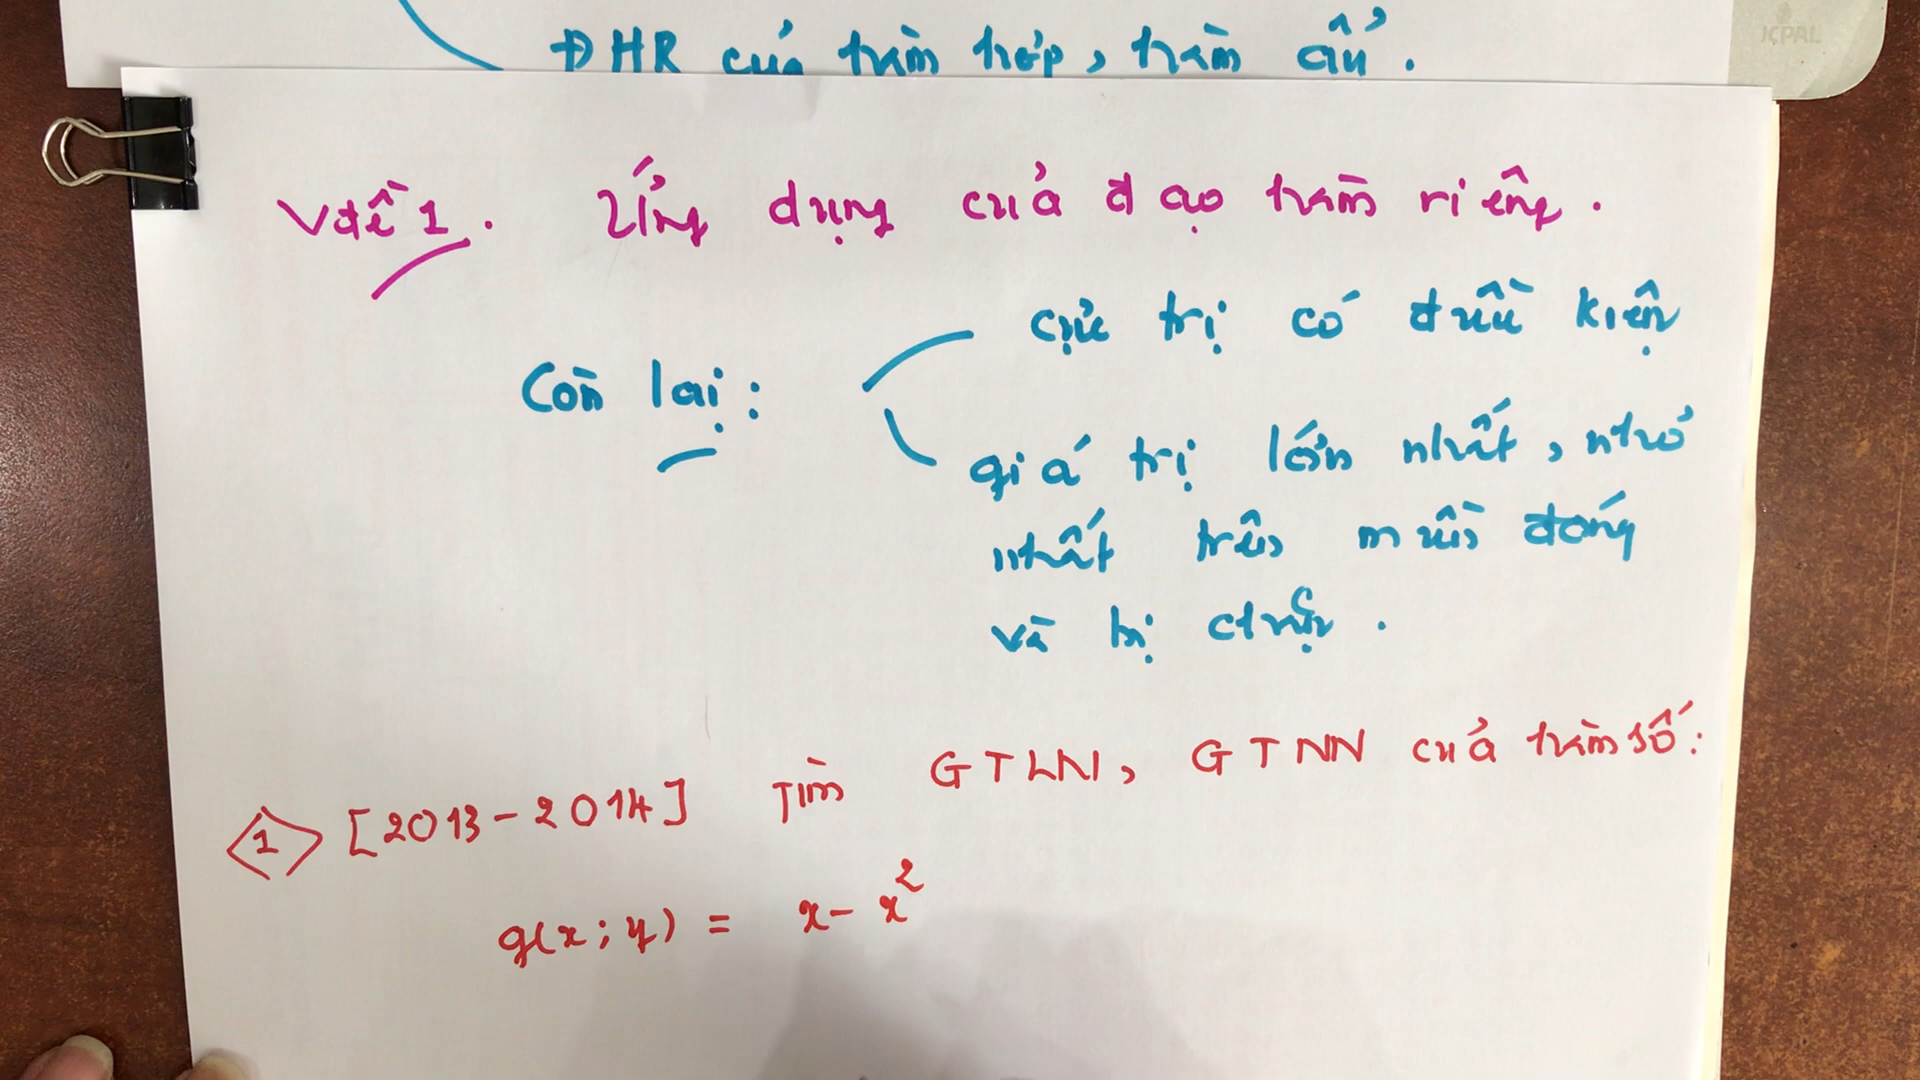 ĐHR của hàm hợp, hàm ẩn.
JCPAL
Vđề 1. Ứng dụng của đạo hàm riêng.
Còn lại:
cực trị có điều kiện
giá trị lớn nhất, nhỏ
nhất trên miền đóng
và bị chặn.
1 [2013-2014] Tìm GTLN, GTNN của hàm số:
g(x; y) = x - x²